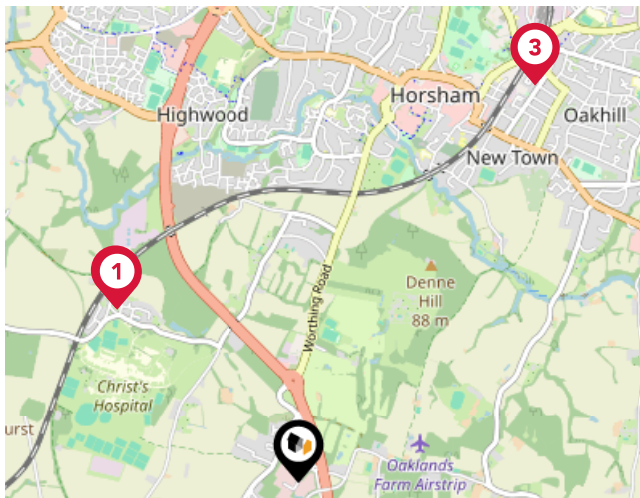 3
Horsham
Highwood
Oakhill
New Town
1
Worthing Road
Denne
Hill
88 m
Christ's
Hospital
urst
Oaklands
Farm Airstrip